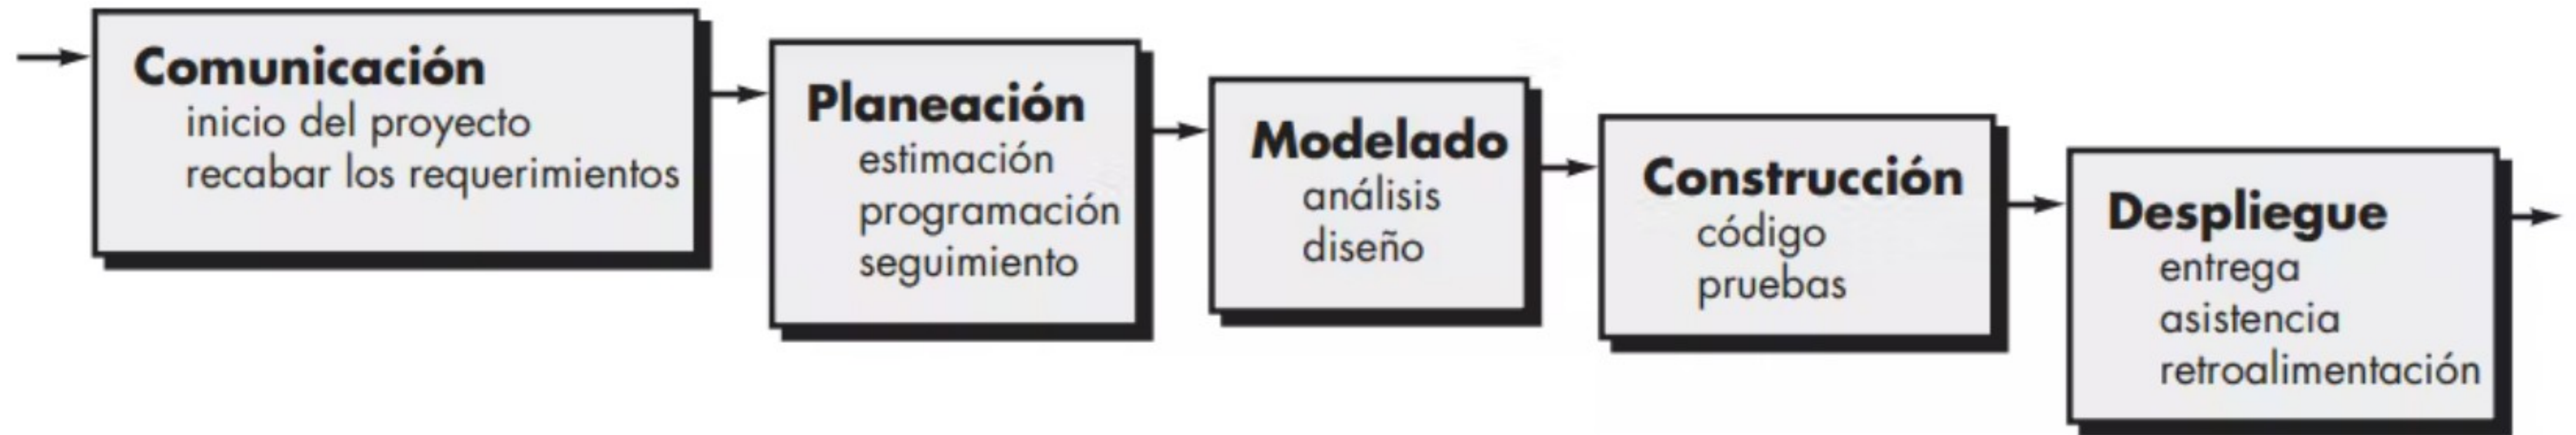 Comunicación
inicio del proyecto
recabar los requerimientos
Planeación
estimación
programación
seguimiento
Modelado
análisis
diseño
Construcción
código
pruebas
Despliegue
entrega
asistencia
retroalimentación